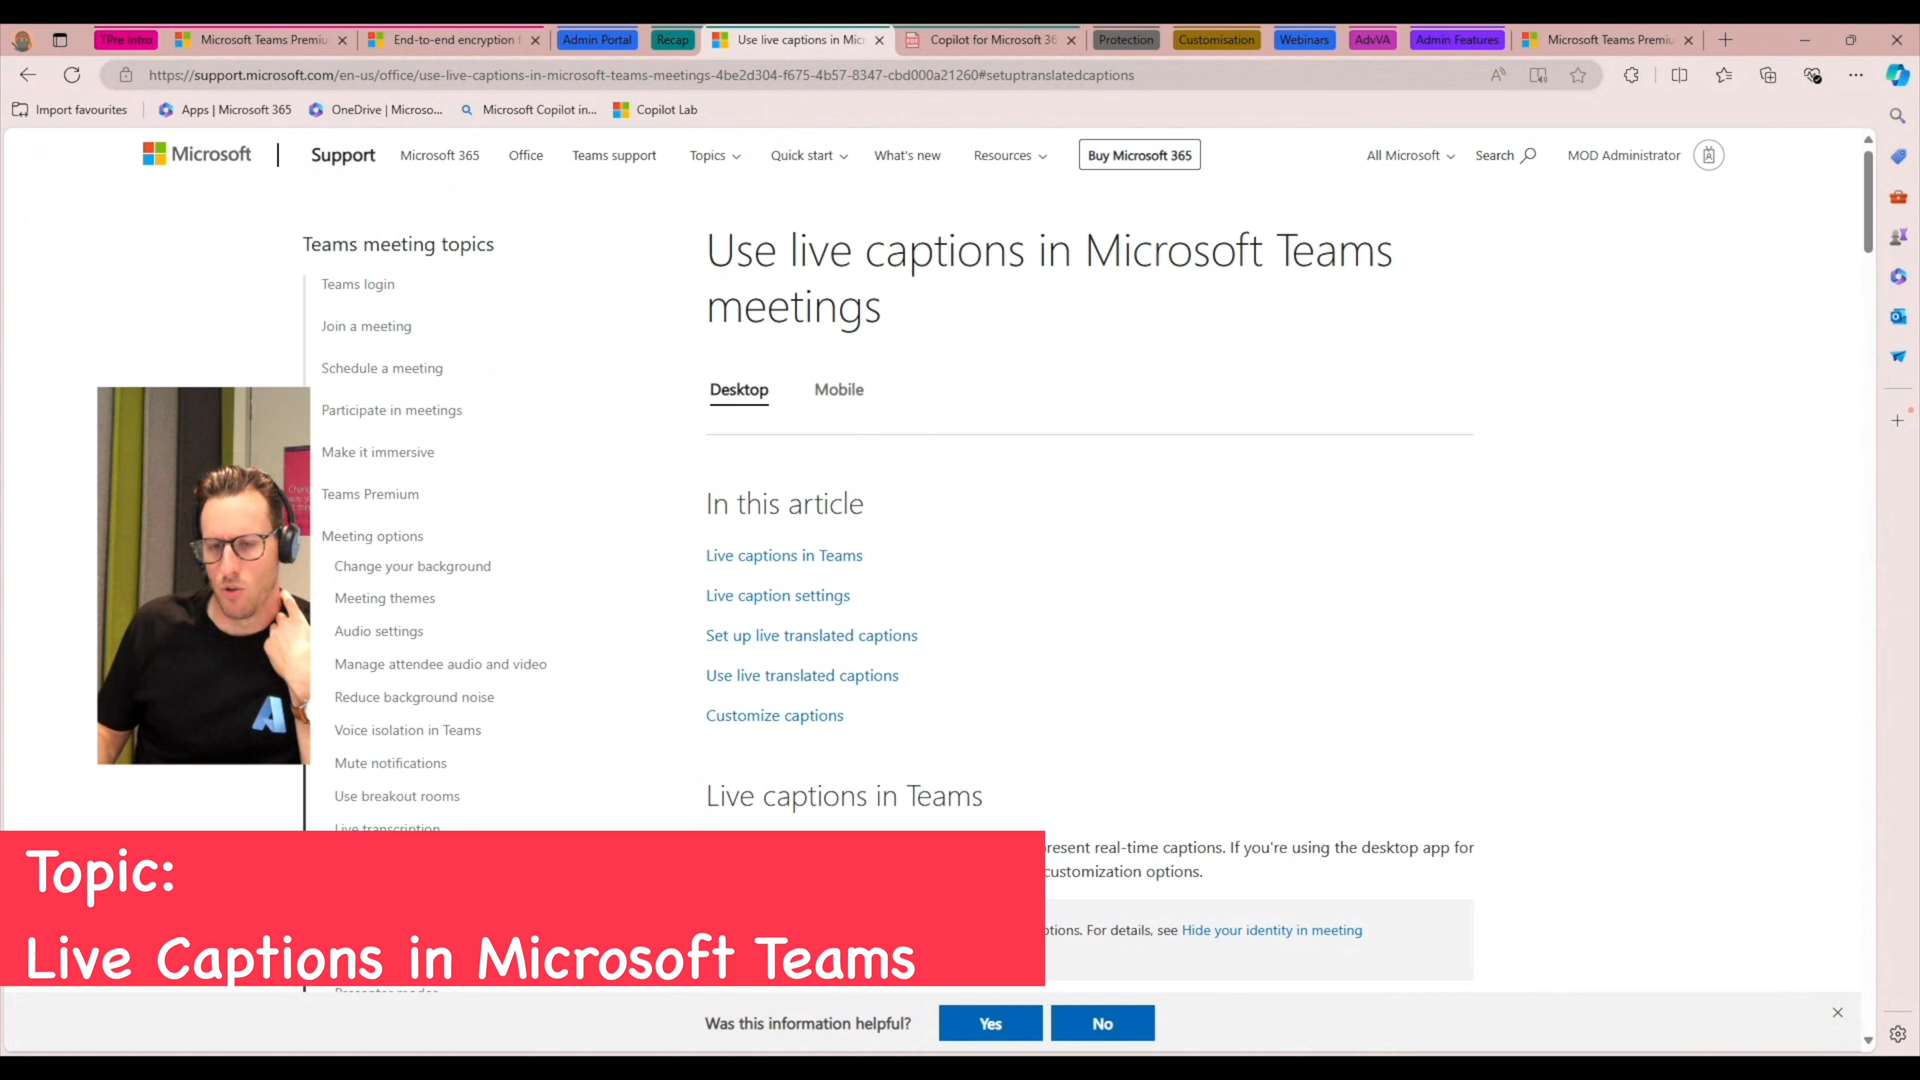 TPre Intro
Microsoft Teams Premiu
End-to-end encryption f
Admin Portal
Recap
Use live captions in Micr
Copilot for Microsoft 36
Protection
Customisation
Webinars
AdvVA
Admin Features
Microsoft Teams Premiu
https://support.microsoft.com/en-us/office/use-live-captions-in-microsoft-teams-meetings-4be2d304-f675-4b57-8347-cbd000a21260#setuptranslatedcaptions
Import favourites
Apps | Microsoft 365
OneDrive | Microso...
Microsoft Copilot in...
Copilot Lab
Microsoft
Support
Microsoft 365
Office
Teams support
Topics
Quick start
What's new
Resources
Buy Microsoft 365
All Microsoft
Search
MOD Administrator
Teams meeting topics
Teams login
Join a meeting
Schedule a meeting
Participate in meetings
Make it immersive
Teams Premium
Meeting options
Change your background
Meeting themes
Audio settings
Manage attendee audio and video
Reduce background noise
Voice isolation in Teams
Mute notifications
Use breakout rooms
Live transcription
Use live captions in Microsoft Teams
meetings
Desktop
Mobile
In this article
Live captions in Teams
Live caption settings
Set up live translated captions
Use live translated captions
Customize captions
Live captions in Teams
resent real-time captions. If you're using the desktop app for
customization options.
ptions. For details, see Hide your identity in meeting
Topic:
Live Captions in Microsoft Teams
Presenter modes
Was this information helpful?
Yes
No